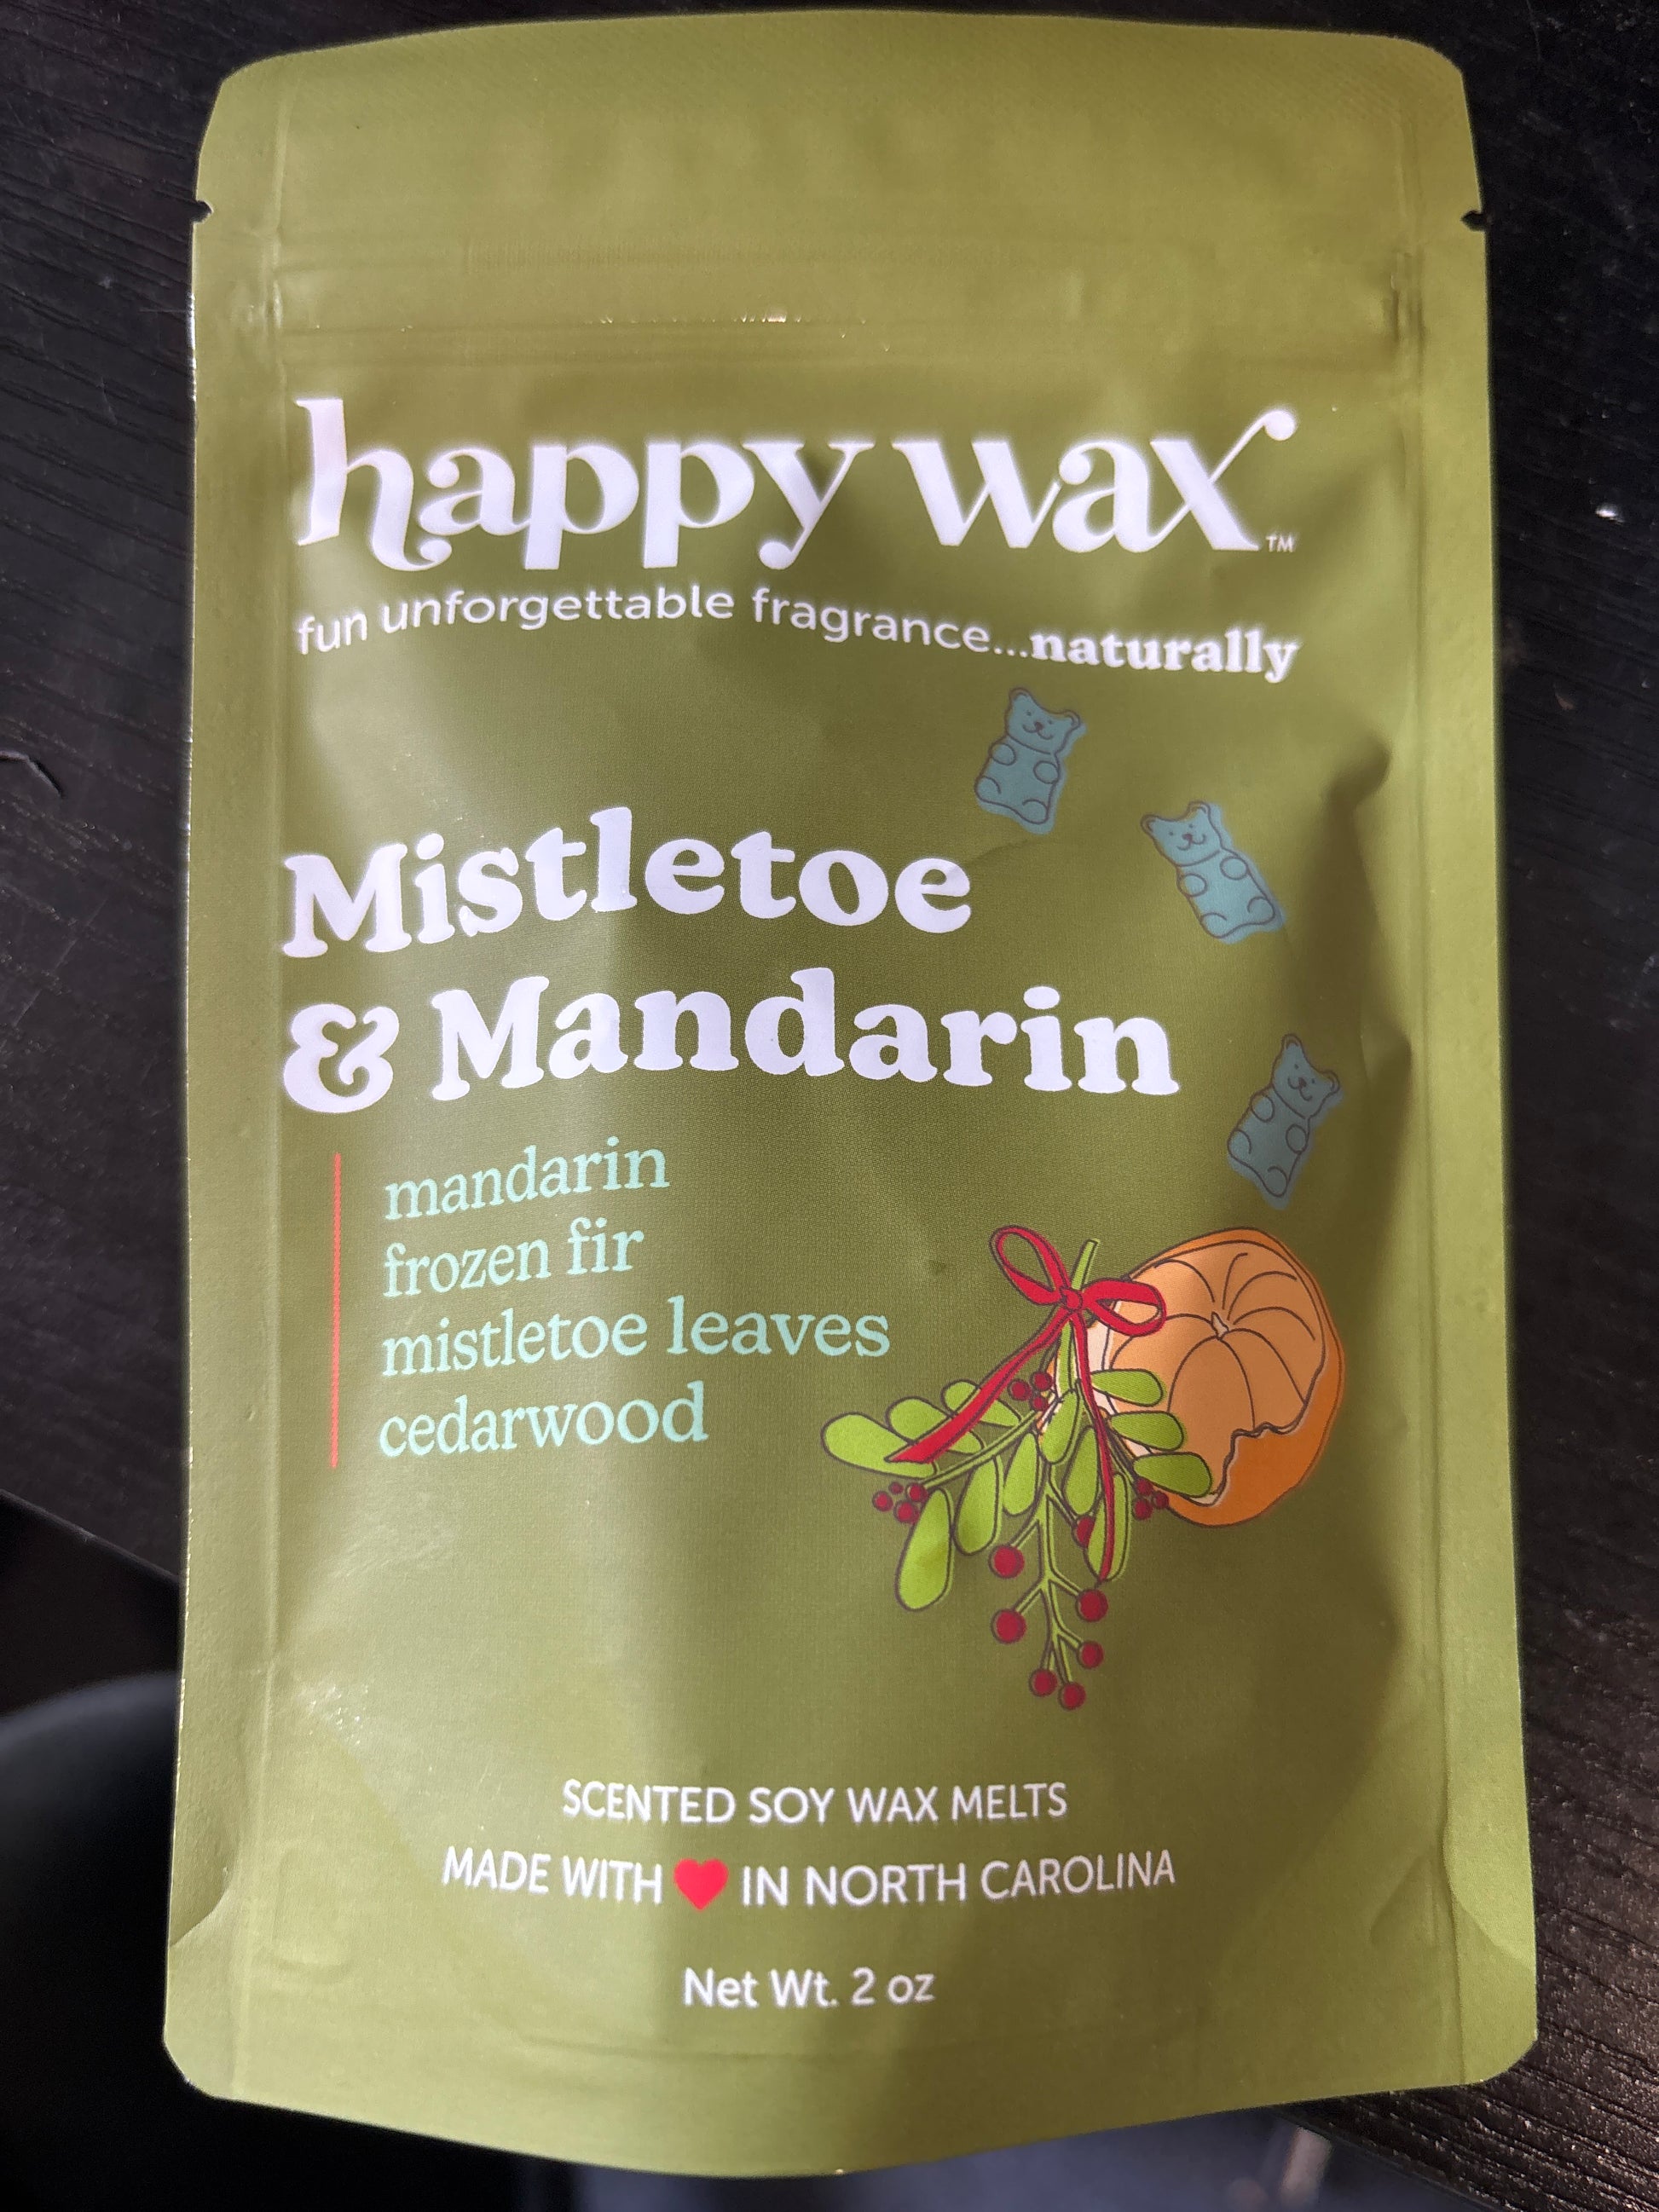 happy wax™
fun unforgettable fragrance...naturally
Mistletoe
& Mandarin
mandarin
frozen fir
mistletoe leaves
cedarwood
SCENTED SOY WAX MELTS
MADE WITH ❤ IN NORTH CAROLINA
Net Wt. 2 oz